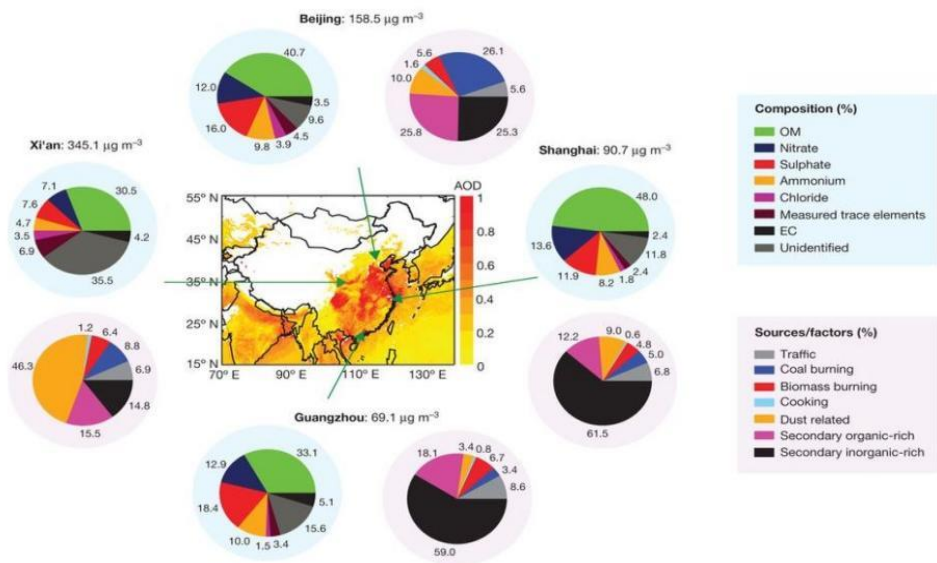 Beijing: 158.5 µg m⁻³
40.7
12.0
16.0
9.8
3.9
4.5
9.6
3.5
5.6
1.6
10.0
25.8
26.1
5.6
25.3
Xi'an: 345.1 µg m⁻³
7.1
7.6
4.7
3.5
6.9
30.5
4.2
35.5
1.2
6.4
8.8
6.9
14.8
15.5
46.3
AOD
1
0.8
0.6
0.4
0.2
0
55° N
45° N
35° N
25° N
15° N
70° E
90° E
110° E
130° E
Shanghai: 90.7 µg m⁻³
48.0
13.6
11.9
8.2
1.8
2.4
11.8
2.4
12.2
9.0
0.6
4.8
5.0
6.8
61.5
Guangzhou: 69.1 µg m⁻³
33.1
12.9
18.4
10.0
1.5
3.4
15.6
5.1
18.1
3.4
0.8
6.7
3.4
8.6
59.0
Composition (%)
OM
Nitrate
Sulphate
Ammonium
Chloride
Measured trace elements
EC
Unidentified
Sources/factors (%)
Traffic
Coal burning
Biomass burning
Cooking
Dust related
Secondary organic-rich
Secondary inorganic-rich